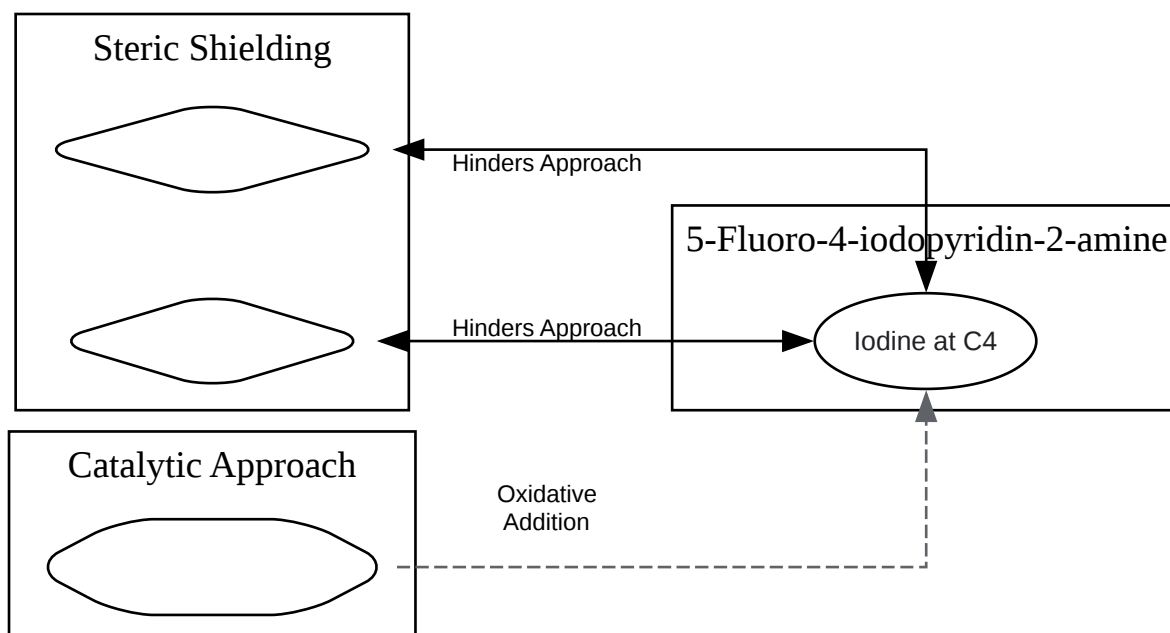 Steric Shielding
Hinders Approach
5-Fluoro-4-iodopyridin-2-amine
Hinders Approach
Iodine at C4
Catalytic Approach
Oxidative
Addition